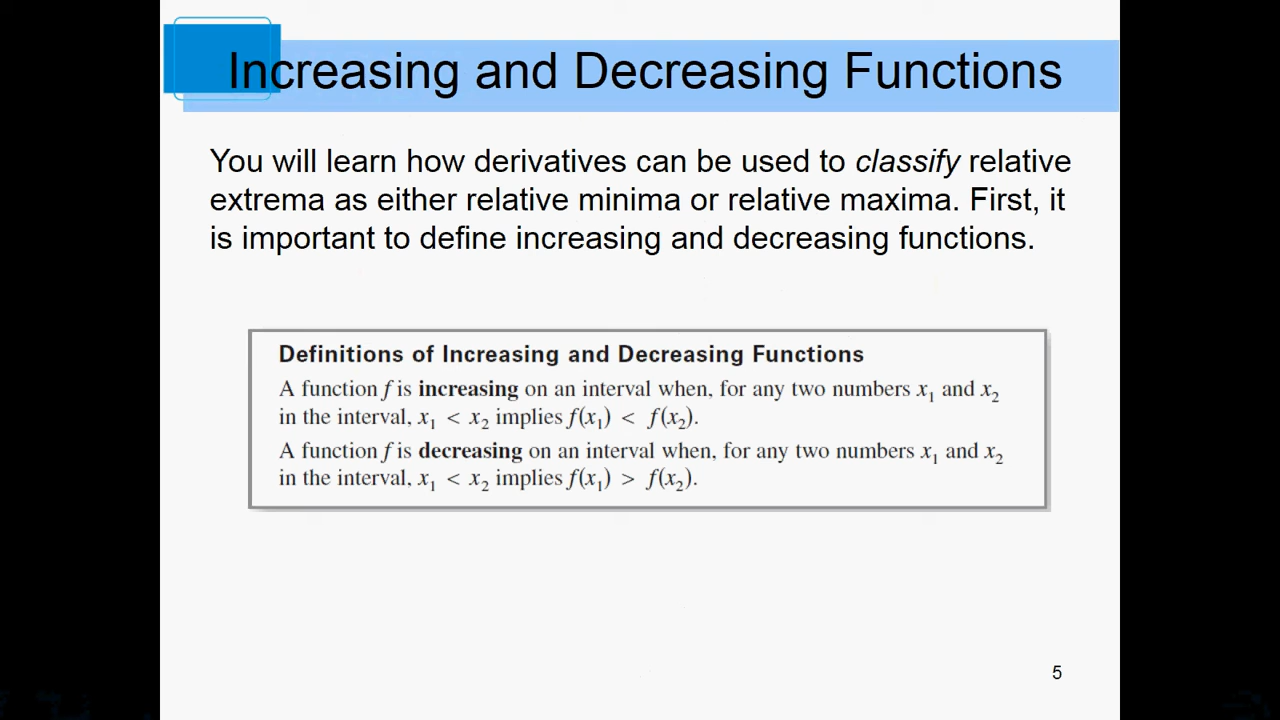 Increasing and Decreasing Functions
You will learn how derivatives can be used to classify relative
extrema as either relative minima or relative maxima. First, it
is important to define increasing and decreasing functions.
Definitions of Increasing and Decreasing Functions
A function f is increasing on an interval when, for any two numbers x₁ and x₂
in the interval, x₁ < x₂ implies f(x₁) < f(x₂).
A function f is decreasing on an interval when, for any two numbers x₁ and x₂
in the interval, x₁ < x₂ implies f(x₁) > f(x₂).
5